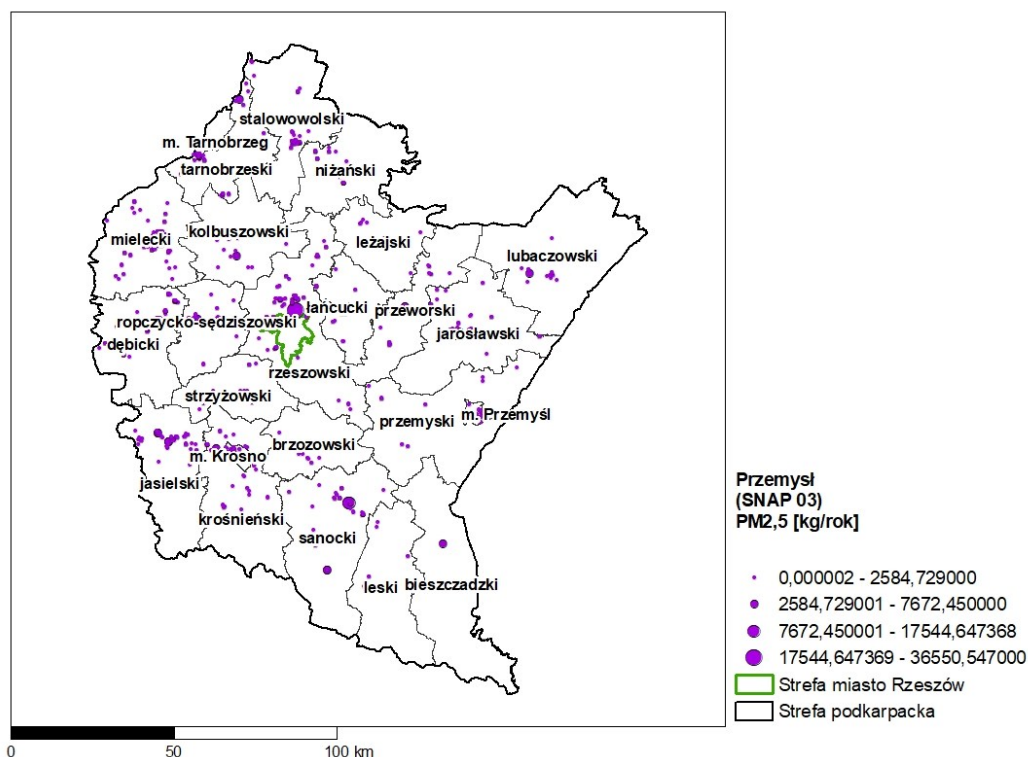 stalowowolski
m. Tarnobrzeg
tarnobrzeski
niżański
mielecki
kolbuszowski
leżajski
lubaczowski
ropczycko-sędziszowski
łańcucki
przeworski
jarosławski
dębicki
rzeszowski
strzyżowski
przemyski
m. Przemyśl
brzozowski
m. Krosno
jasielski
krośnieński
sanocki
leski
bieszczadzki
Przemysł
(SNAP 03)
PM2,5 [kg/rok]
0,000002 - 2584,729000
2584,729001 - 7672,450000
7672,450001 - 17544,647368
17544,647369 - 36550,547000
Strefa miasto Rzeszów
Strefa podkarpacka
0 50 100 km